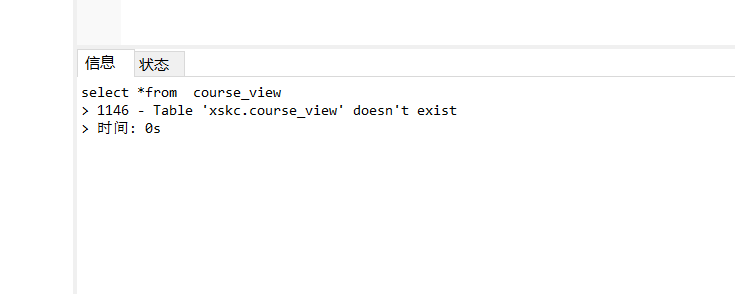 信息 状态
select *from  course_view
> 1146 - Table 'xskc.course_view' doesn't exist
> 时间: 0s